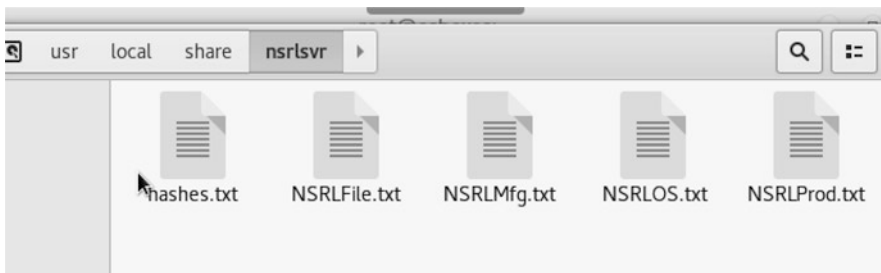 usr local share nsrlsvr
hashes.txt NSRLFile.txt NSRLMfg.txt NSRLOS.txt NSRLProd.txt